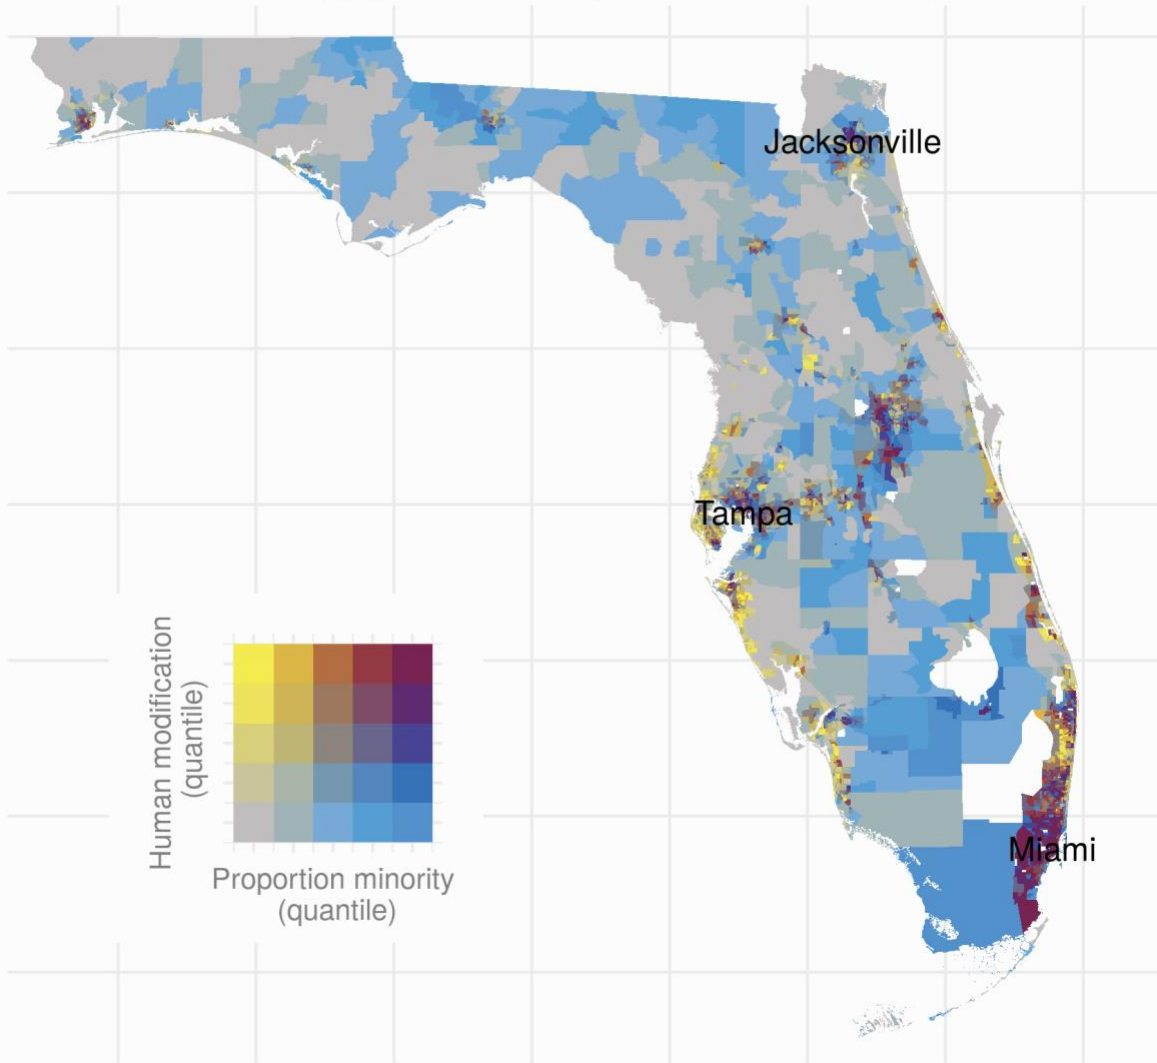 Jacksonville
Tampa
Miami
Human modification
(quantile)
Proportion minority
(quantile)